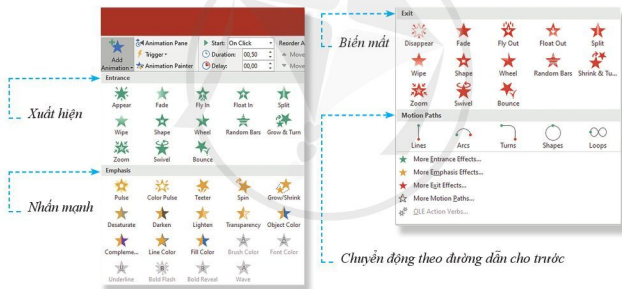 Add Animation
Animation Pane
Trigger
Animation Painter
Start: On Click
Duration: 00,50
Delay: 00,00
Reorder A
Move
Move
Entrance
Appear Fade Fly In Float In Split
Wipe Shape Wheel Random Bars Grow & Turn
Zoom Swivel Bounce
Emphasis
Pulse Color Pulse Teeter Spin Grow/Shrink
Desaturate Darken Lighten Transparency Object Color
Compleme... Line Color Fill Color Brush Color Font Color
Underline Bold Flash Bold Reveal Wave
Xuất hiện
Nhấn mạnh
Biến mất
Exit
Disappear Fade Fly Out Float Out Split
Wipe Shape Wheel Random Bars Shrink & Tu...
Zoom Swivel Bounce
Motion Paths
Lines Arcs Turns Shapes Loops
More Entrance Effects...
More Emphasis Effects...
More Exit Effects...
More Motion Paths...
OLE Action Verbs...
Chuyển động theo đường dẫn cho trước